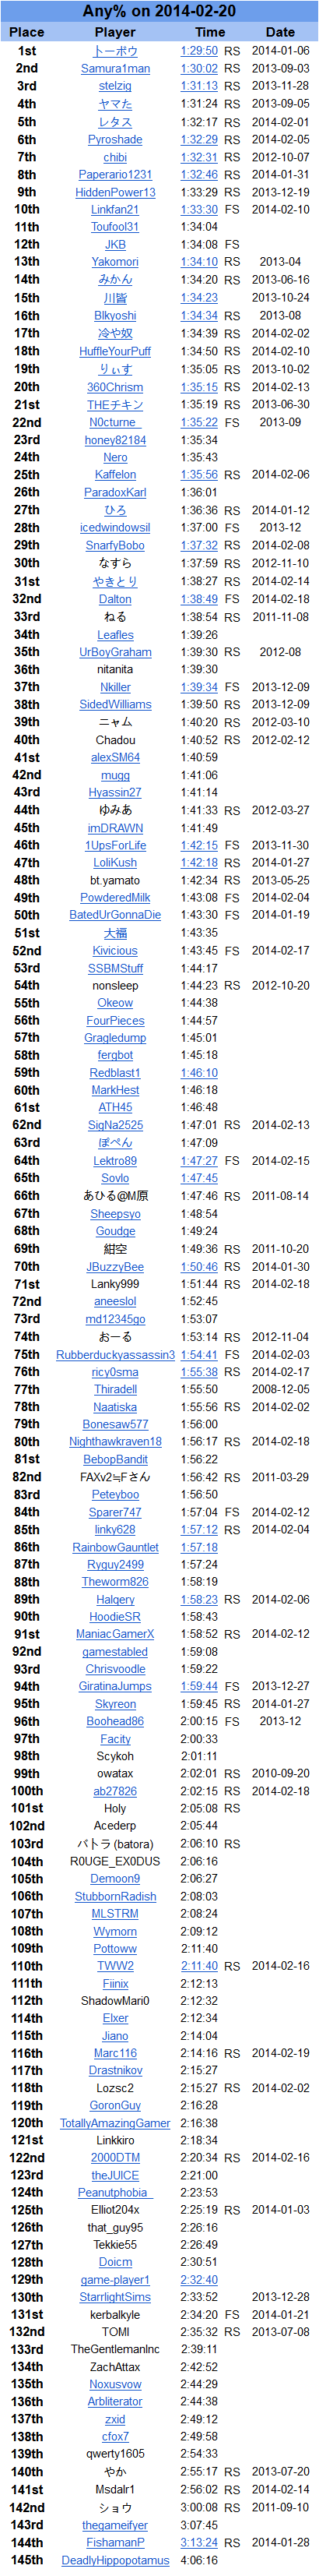 Any% on 2014-02-20
Place Player Time Date
1st トーボウ 1:29:50 RS 2014-01-06
2nd Samura1man 1:30:02 RS 2013-09-03
3rd stelzig 1:31:13 RS 2013-11-28
4th ヤマた 1:31:24 RS 2013-09-05
5th レタス 1:32:17 RS 2014-02-01
6th Pyroshade 1:32:29 RS 2014-02-05
7th chibi 1:32:31 RS 2012-10-07
8th Paperario1231 1:32:46 RS 2014-01-31
9th HiddenPower13 1:33:29 RS 2013-12-19
10th Linkfan21 1:33:30 FS 2014-02-10
11th Toufool31 1:34:04
12th JKB 1:34:08 FS
13th Yakomori 1:34:10 RS 2013-04
14th みかん 1:34:20 RS 2013-06-16
15th 川皆 1:34:23 2013-10-24
16th Blkyoshi 1:34:34 RS 2013-08
17th 冷や奴 1:34:39 RS 2014-02-02
18th HuffleYourPuff 1:34:50 RS 2014-02-10
19th りぃす 1:35:05 RS 2013-10-02
20th 360Chrism 1:35:15 RS 2014-02-13
21st THEチキン 1:35:19 RS 2013-06-30
22nd N0cturne_ 1:35:22 FS 2013-09
23rd honey82184 1:35:34
24th Nero 1:35:43
25th Kaffelon 1:35:56 RS 2014-02-06
26th ParadoxKarl 1:36:01
27th ひろ 1:36:36 RS 2014-01-12
28th icedwindowsil 1:37:00 FS 2013-12
29th SnarfyBobo 1:37:32 RS 2014-02-08
30th なすら 1:37:59 RS 2012-11-10
31st やきとり 1:38:27 RS 2014-02-14
32nd Dalton 1:38:49 FS 2014-02-18
33rd ねる 1:38:54 RS 2011-11-08
34th Leafles 1:39:26
35th UrBoyGraham 1:39:30 RS 2012-08
36th nitanita 1:39:30
37th Nkiller 1:39:34 FS 2013-12-09
38th SidedWilliams 1:39:50 RS 2013-12-09
39th ニャム 1:40:20 RS 2012-03-10
40th Chadou 1:40:52 RS 2012-02-12
41st alexSM64 1:40:59
42nd mugg 1:41:06
43rd Hyassin27 1:41:14
44th ゆみあ 1:41:33 RS 2012-03-27
45th imDRAWN 1:41:49
46th 1UpsForLife 1:42:15 FS 2013-11-30
47th LoliKush 1:42:18 RS 2014-01-27
48th bt.yamato 1:42:34 RS 2013-05-25
49th PowderedMilk 1:43:08 FS 2014-02-04
50th BatedUrGonnaDie 1:43:30 FS 2014-01-19
51st 大福 1:43:35
52nd Kivicious 1:43:45 FS 2014-02-17
53rd SSBMStuff 1:44:17
54th nonsleep 1:44:23 RS 2012-10-20
55th Okeow 1:44:38
56th FourPieces 1:44:57
57th Gragledump 1:45:01
58th fergbot 1:45:18
59th Redblast1 1:46:10
60th MarkHest 1:46:18
61st ATH45 1:46:48
62nd SigNa2525 1:47:01 RS 2014-02-13
63rd ぽぺん 1:47:09
64th Lektro89 1:47:27 FS 2014-02-15
65th Sovlo 1:47:45
66th あひる@M原 1:47:46 RS 2011-08-14
67th Sheepsyo 1:48:54
68th Goudge 1:49:24
69th 紺空 1:49:36 RS 2011-10-20
70th JBuzzyBee 1:50:46 RS 2014-01-30
71st Lanky999 1:51:44 RS 2014-02-18
72nd aneeslol 1:52:45
73rd md12345go 1:53:07
74th おーる 1:53:14 RS 2012-11-04
75th Rubberduckyassassin3 1:54:41 FS 2014-02-03
76th ricy0sma 1:55:38 RS 2014-02-17
77th Thiradell 1:55:50 2008-12-05
78th Naatiska 1:55:56 RS 2014-02-02
79th Bonesaw577 1:56:00
80th Nighthawkraven18 1:56:17 RS 2014-02-18
81st BebopBandit 1:56:22
82nd FAXv2≒Fさん 1:56:42 RS 2011-03-29
83rd Peteyboo 1:56:50
84th Sparer747 1:57:04 FS 2014-02-12
85th linky628 1:57:12 RS 2014-02-04
86th RainbowGauntlet 1:57:18
87th Ryguy2499 1:57:24
88th Theworm826 1:58:19
89th Halgery 1:58:23 RS 2014-02-06
90th HoodieSR 1:58:43
91st ManiacGamerX 1:58:52 RS 2014-02-12
92nd gamestabled 1:59:08
93rd Chrisvoodle 1:59:22
94th GiratinaJumps 1:59:44 FS 2013-12-27
95th Skyreon 1:59:45 RS 2014-01-27
96th Boohead86 2:00:15 FS 2013-12
97th Facity 2:00:33
98th Scykoh 2:01:11
99th owatax 2:02:01 RS 2010-09-20
100th ab27826 2:02:15 RS 2014-02-18
101st Holy 2:05:08 RS
102nd Acederp 2:05:44
103rd バトラ(batora) 2:06:10 RS
104th R0UGE_EX0DUS 2:06:16
105th Demoon9 2:06:27
106th StubbornRadish 2:08:03
107th MLSTRM 2:08:24
108th Wymorn 2:09:12
109th Pottoww 2:11:40
110th TWW2 2:11:40 RS 2014-02-16
111th Fiinix 2:12:13
112th ShadowMari0 2:12:32
114th Elxer 2:12:34
115th Jiano 2:14:04
116th Marc116 2:14:16 RS 2014-02-19
117th Drastnikov 2:15:27
118th Lozsc2 2:15:27 RS 2014-02-02
119th GoronGuy 2:16:28
120th TotallyAmazingGamer 2:16:38
121st Linkkiro 2:18:34
122nd 2000DTM 2:20:34 RS 2014-02-16
123rd theJUICE 2:21:00
124th Peanutphobia_ 2:23:53
125th Elliot204x 2:25:19 RS 2014-01-03
126th that_guy95 2:26:16
127th Tekkie55 2:26:49
128th Doicm 2:30:51
129th game-player1 2:32:40
130th StarrlightSims 2:33:52 2013-12-28
131st kerbalkyle 2:34:20 FS 2014-01-21
132nd TOMI 2:35:32 RS 2013-07-08
133rd TheGentlemanInc 2:39:11
134th ZachAttax 2:42:52
135th Noxusvow 2:44:29
136th Arbliterator 2:44:38
137th zxid 2:49:12
138th cfox7 2:49:58
139th qwerty1605 2:54:33
140th やか 2:55:17 RS 2013-07-20
141st Msdalr1 2:56:02 RS 2014-02-14
142nd ショウ 3:00:08 RS 2011-09-10
143rd thegameifyer 3:07:45
144th FishamanP 3:13:24 RS 2014-01-28
145th DeadlyHippopotamus 4:06:16